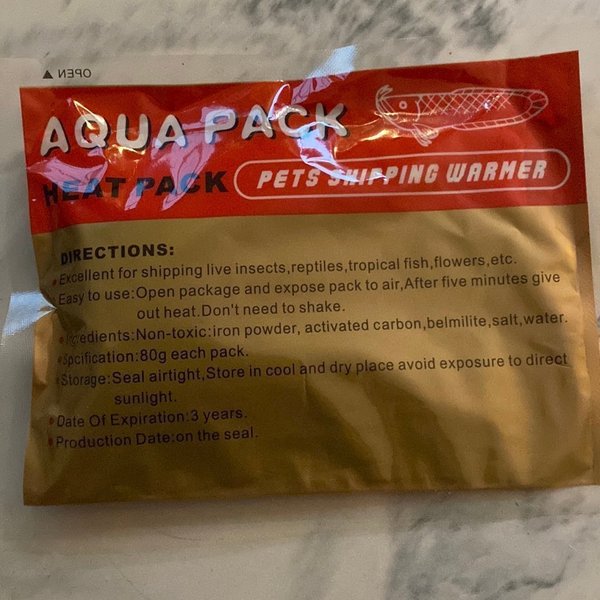 OPEN ▲
AQUA PACK
HEAT PACK PETS SHIPPING WARMER
DIRECTIONS:
• Excellent for shipping live insects,reptiles,tropical fish,flowers,etc.
• Easy to use:Open package and expose pack to air,After five minutes give
out heat.Don't need to shake.
• Ingredients:Non-toxic:iron powder, activated carbon,belmilite,salt,water.
• Spcification:80g each pack.
• Storage:Seal airtight,Store in cool and dry place avoid exposure to direct
sunlight.
• Date Of Expiration:3 years.
• Production Date:on the seal.